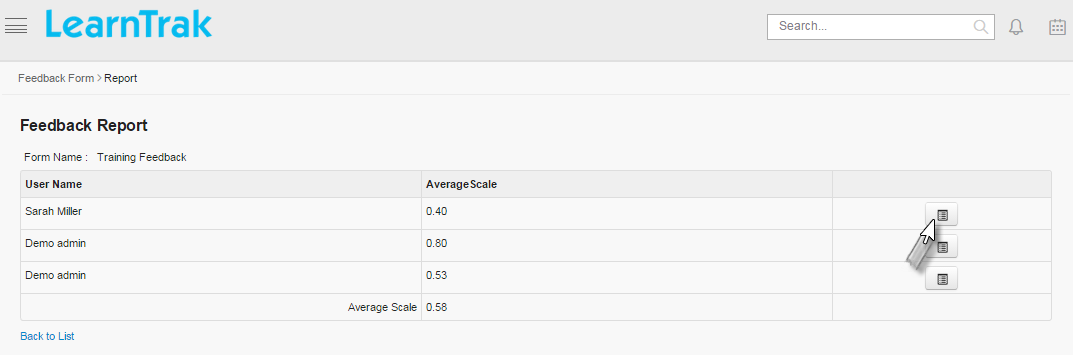 LearnTrak
Search...
Feedback Form > Report
Feedback Report
Form Name : Training Feedback
User Name AverageScale
Sarah Miller 0.40
Demo admin 0.80
Demo admin 0.53
Average Scale 0.58
Back to List